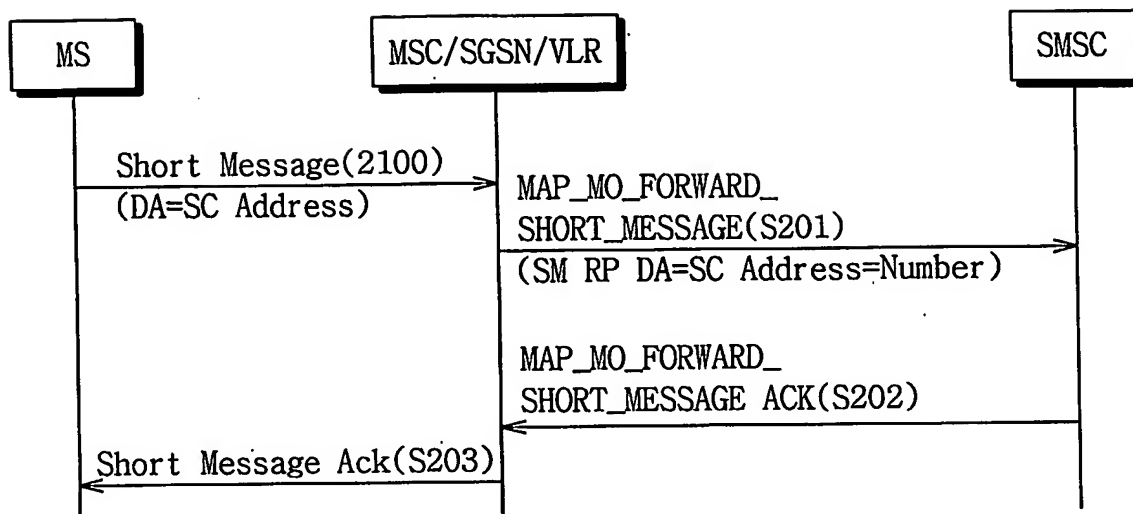 MS
MSC/SGSN/VLR
SMSC
Short Message(2100)
(DA=SC Address)
MAP_MO_FORWARD_
SHORT_MESSAGE(S201)
(SM RP DA=SC Address=Number)
MAP_MO_FORWARD_
SHORT_MESSAGE ACK(S202)
Short Message Ack(S203)